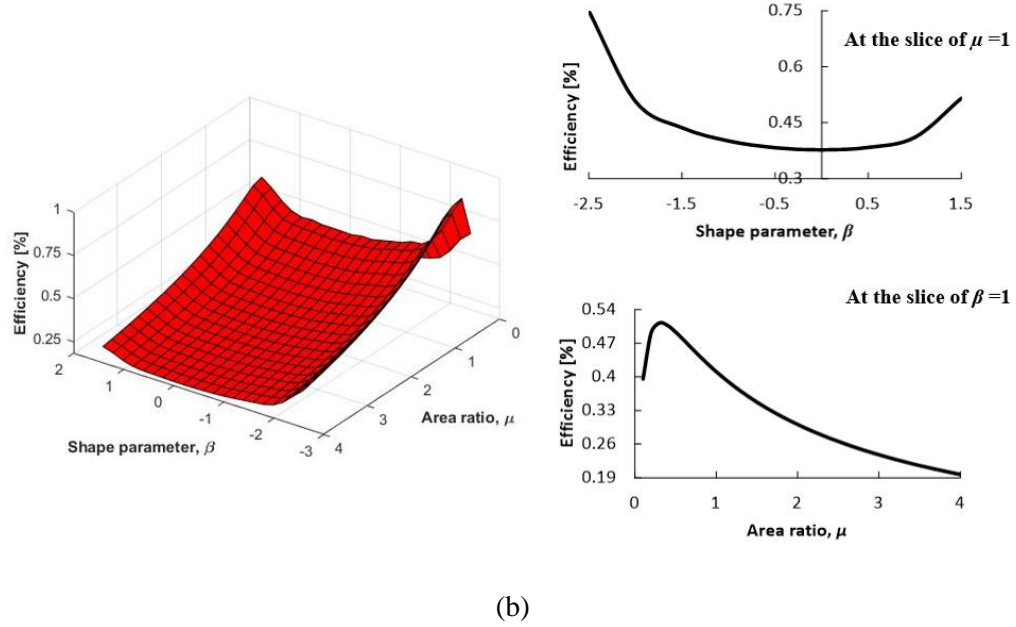 1
0.75
0.5
0.25
Efficiency [%]
2
1
0
-1
-2
-3
Shape parameter, β
4
3
2
1
0
Area ratio, μ
0.75
0.6
0.45
0.3
Efficiency [%]
At the slice of μ =1
-2.5 -1.5 -0.5 0.5 1.5
Shape parameter, β
At the slice of β =1
0.54
0.47
0.4
0.33
0.26
0.19
Efficiency [%]
0 1 2 3 4
Area ratio, μ
(b)